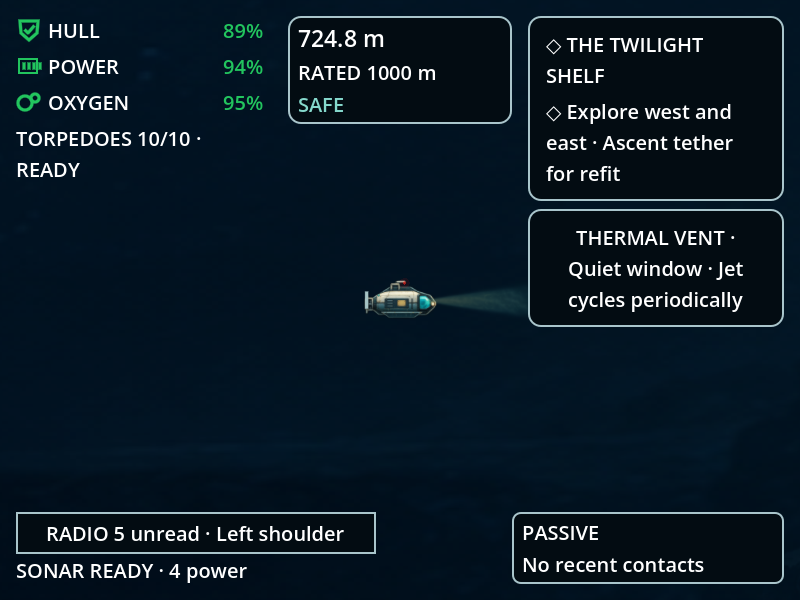 HULL 89%
POWER 94%
OXYGEN 95%
TORPEDOES 10/10 ·
READY
724.8 m
RATED 1000 m
SAFE
◇ THE TWILIGHT
SHELF
◇ Explore west and
east · Ascent tether
for refit
THERMAL VENT ·
Quiet window · Jet
cycles periodically
RADIO 5 unread · Left shoulder
SONAR READY · 4 power
PASSIVE
No recent contacts